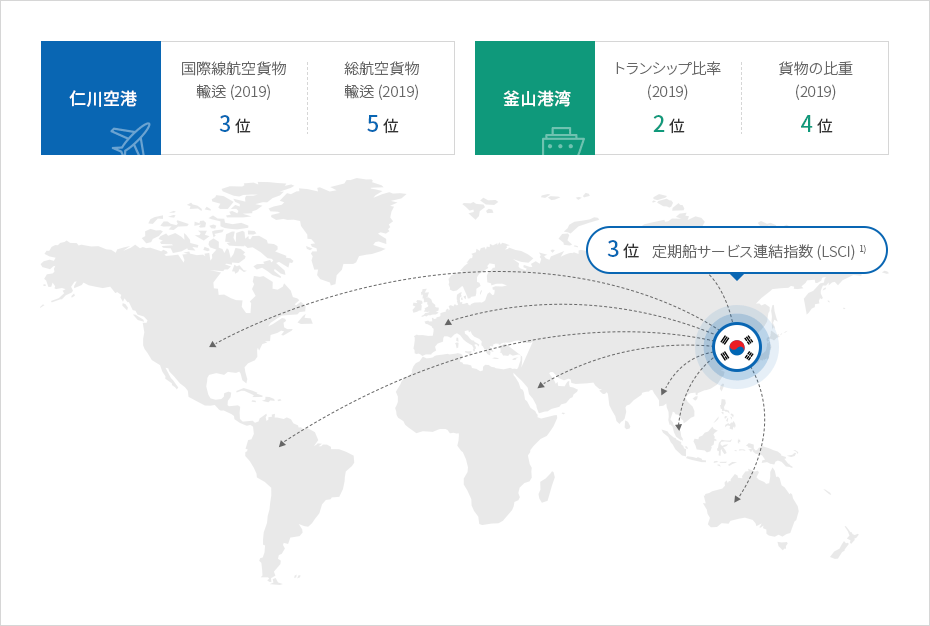 仁川空港
国際線航空貨物
輸送 (2019)
3 位
総航空貨物
輸送 (2019)
5 位
釜山港湾
トランシップ比率
(2019)
2 位
貨物の比重
(2019)
4 位
3 位 定期船サービス連結指数 (LSCI) 1)